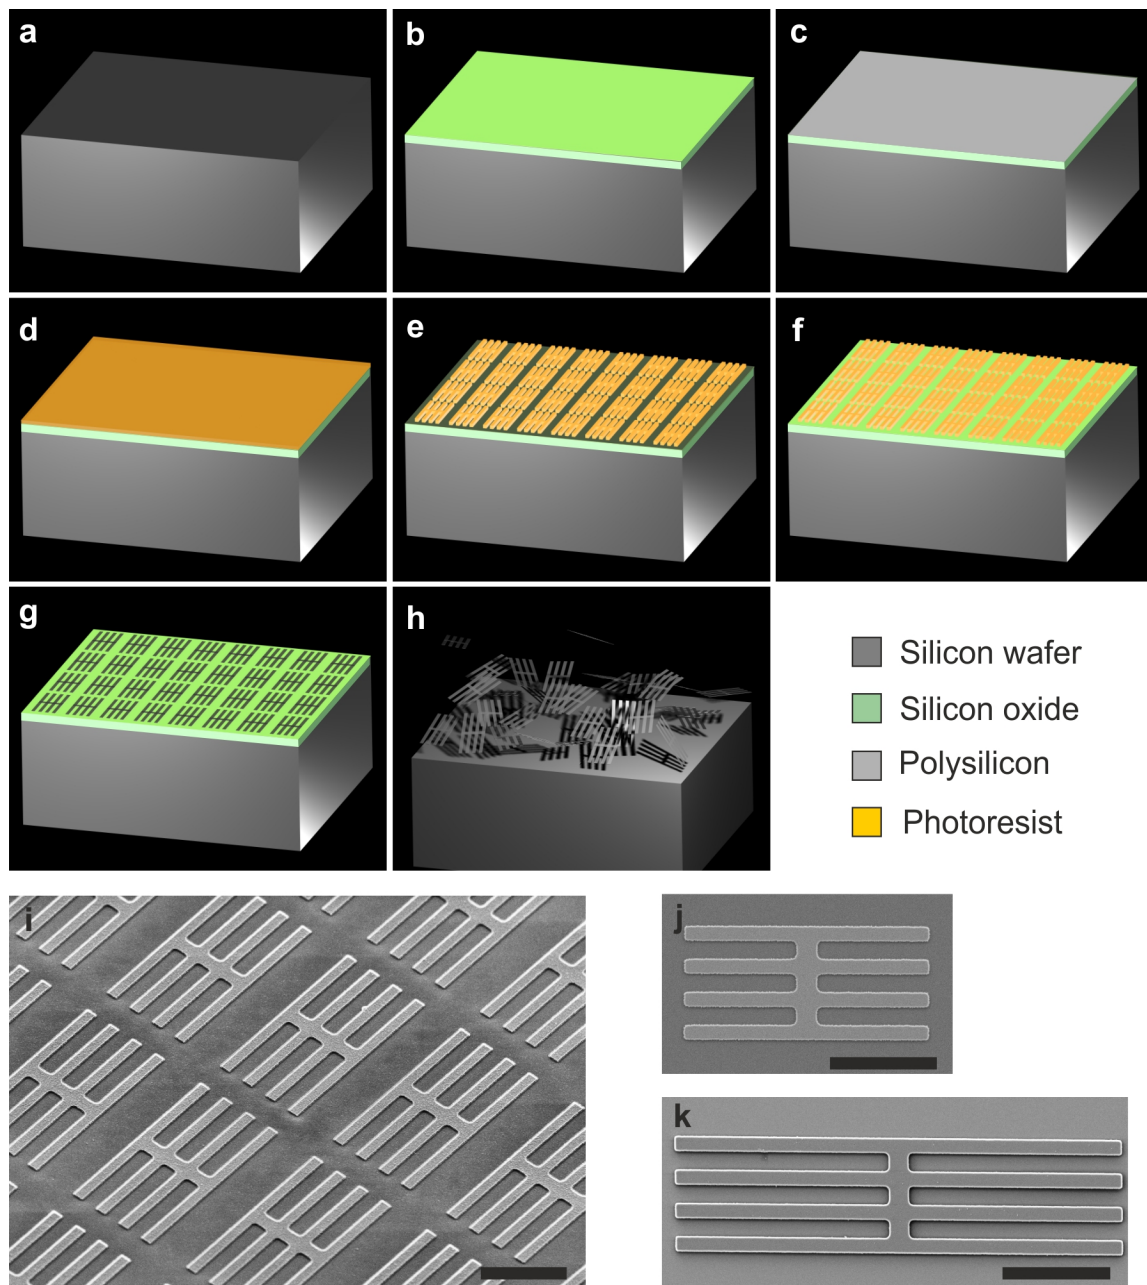 a
b
c
d
e
f
g
h
Silicon wafer
Silicon oxide
Polysilicon
Photoresist
i
j
k